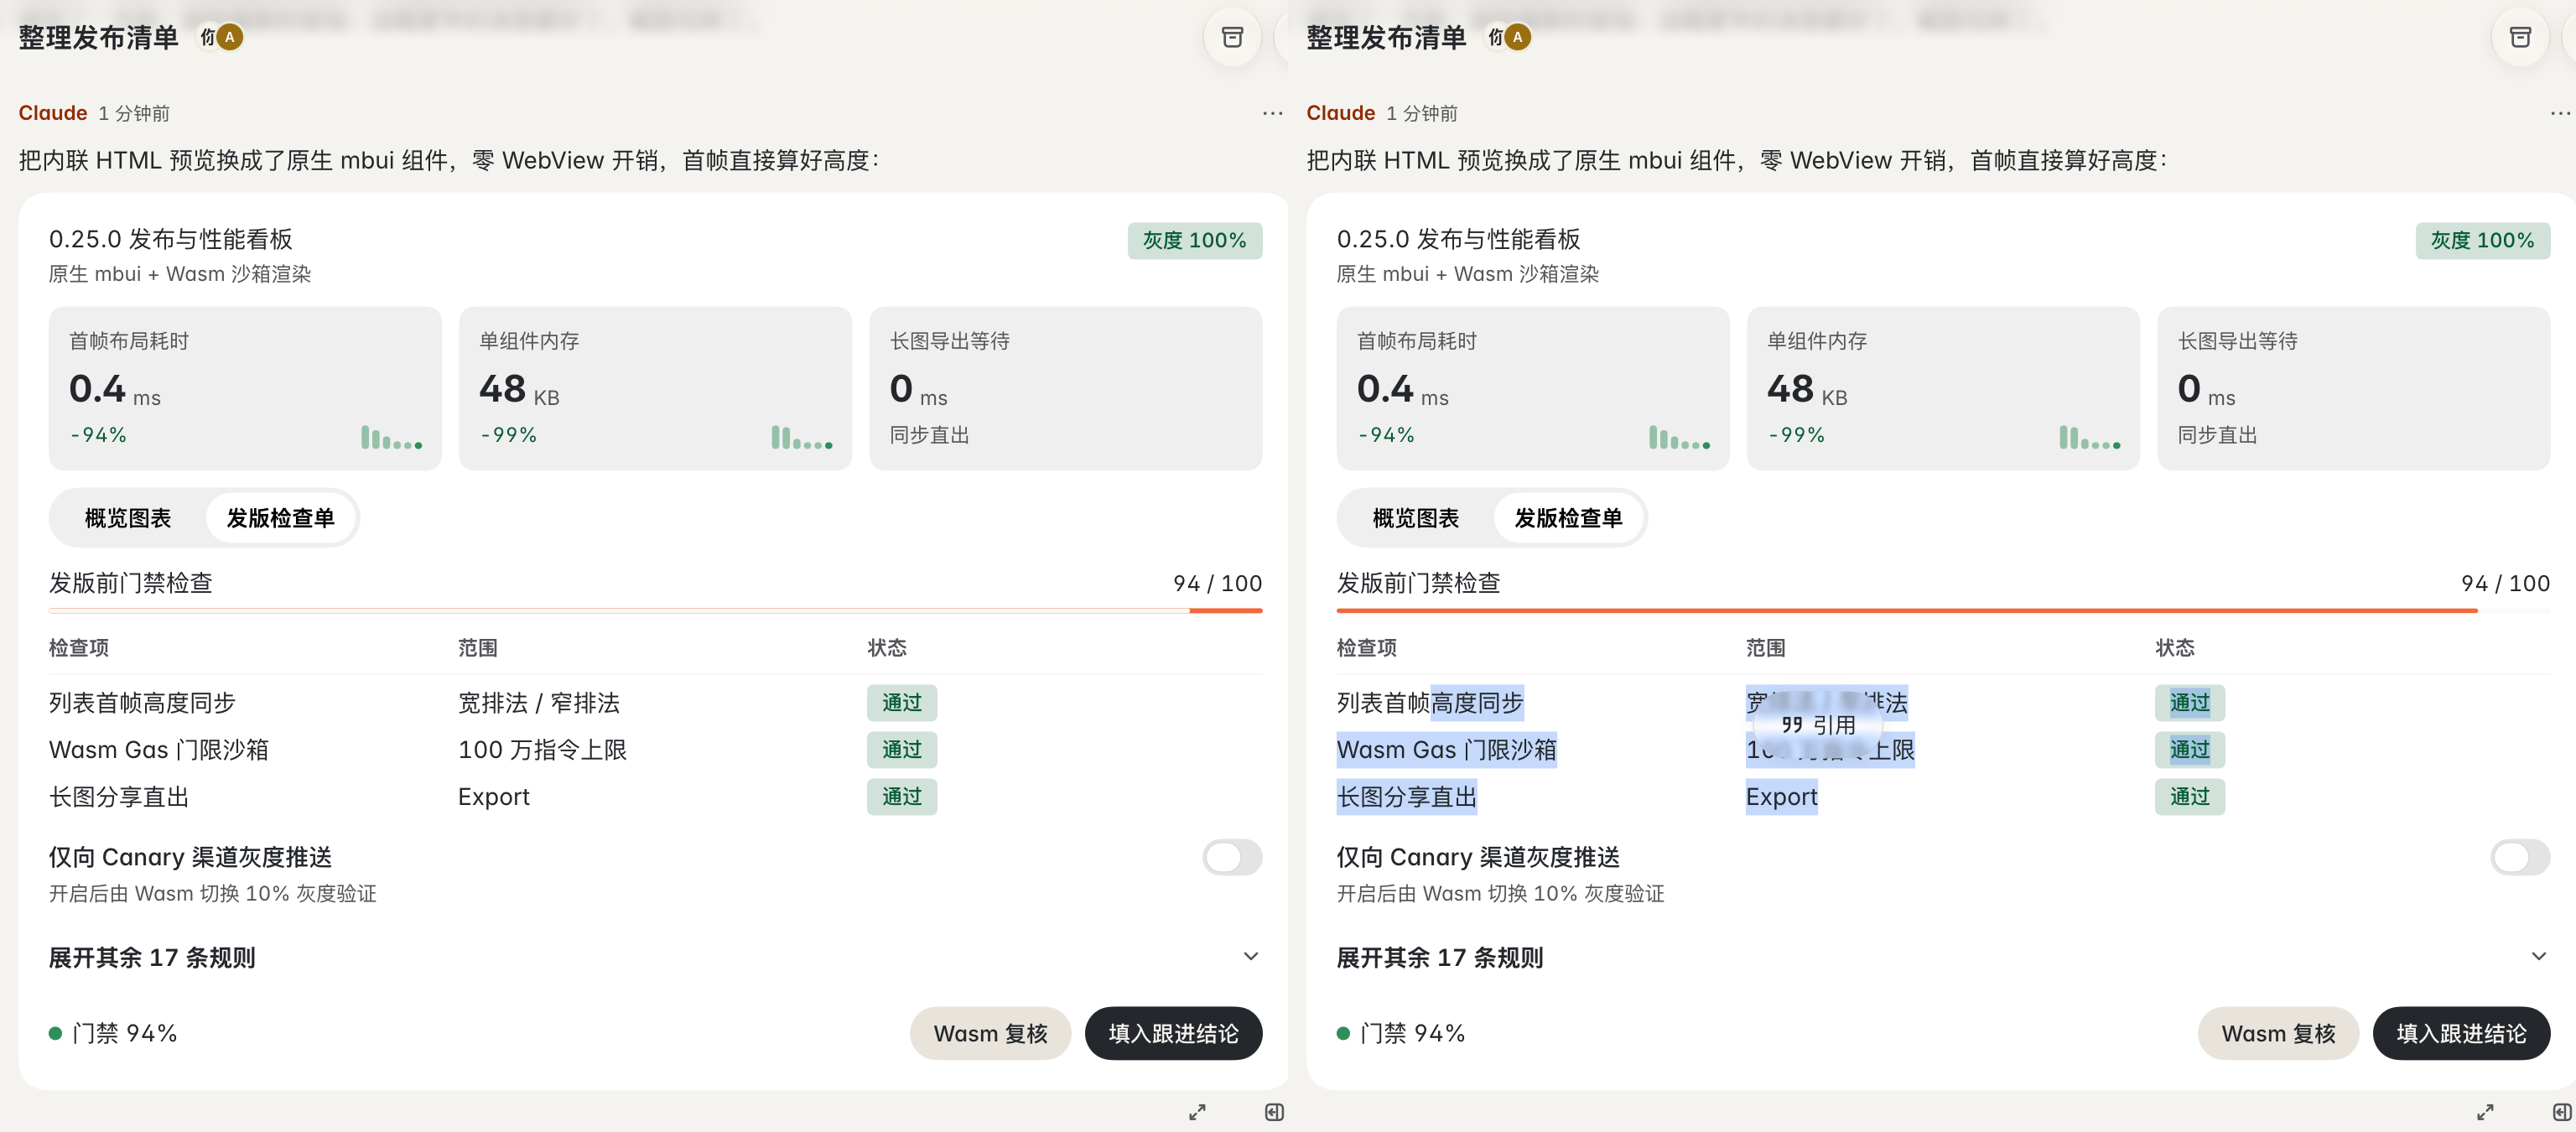 整理发布清单 你 A
Claude 1 分钟前
把内联 HTML 预览换成了原生 mbui 组件，零 WebView 开销，首帧直接算好高度：
0.25.0 发布与性能看板 灰度 100%
原生 mbui + Wasm 沙箱渲染
首帧布局耗时 单组件内存 长图导出等待
0.4 ms 48 KB 0 ms
-94% -99% 同步直出
概览图表 发版检查单
发版前门禁检查 94 / 100
检查项 范围 状态
列表首帧高度同步 宽排法 / 窄排法 通过
Wasm Gas 门限沙箱 100 万指令上限 通过
长图分享直出 Export 通过
仅向 Canary 渠道灰度推送
开启后由 Wasm 切换 10% 灰度验证
展开其余 17 条规则
门禁 94% Wasm 复核 填入跟进结论
整理发布清单 你 A
Claude 1 分钟前
把内联 HTML 预览换成了原生 mbui 组件，零 WebView 开销，首帧直接算好高度：
0.25.0 发布与性能看板 灰度 100%
原生 mbui + Wasm 沙箱渲染
首帧布局耗时 单组件内存 长图导出等待
0.4 ms 48 KB 0 ms
-94% -99% 同步直出
概览图表 发版检查单
发版前门禁检查 94 / 100
检查项 范围 状态
列表首帧高度同步 宽 排法 通过
引用
Wasm Gas 门限沙箱 上限 通过
长图分享直出 Export 通过
仅向 Canary 渠道灰度推送
开启后由 Wasm 切换 10% 灰度验证
展开其余 17 条规则
门禁 94% Wasm 复核 填入跟进结论